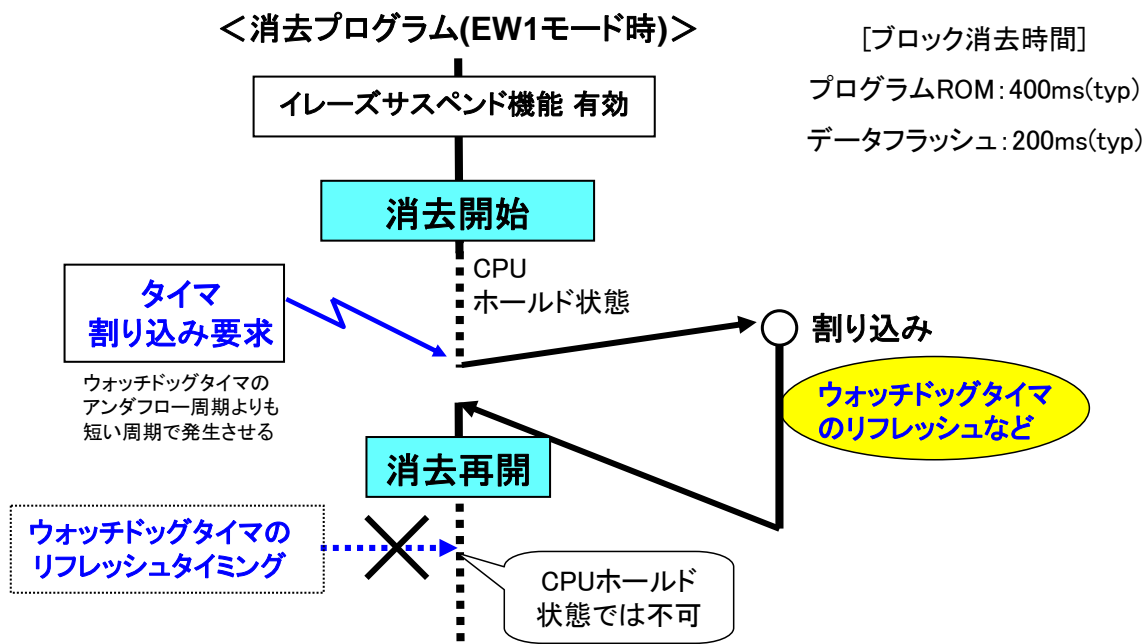 ＜消去プログラム(EW1モード時)＞
[ブロック消去時間]
プログラムROM：400ms(typ)
データフラッシュ：200ms(typ)
イレーズサスペンド機能 有効
消去開始
CPU
ホールド状態
タイマ
割り込み要求
ウォッチドッグタイマの
アンダフロー周期よりも
短い周期で発生させる
割り込み
ウォッチドッグタイマ
のリフレッシュなど
消去再開
ウォッチドッグタイマの
リフレッシュタイミング
CPUホールド
状態では不可